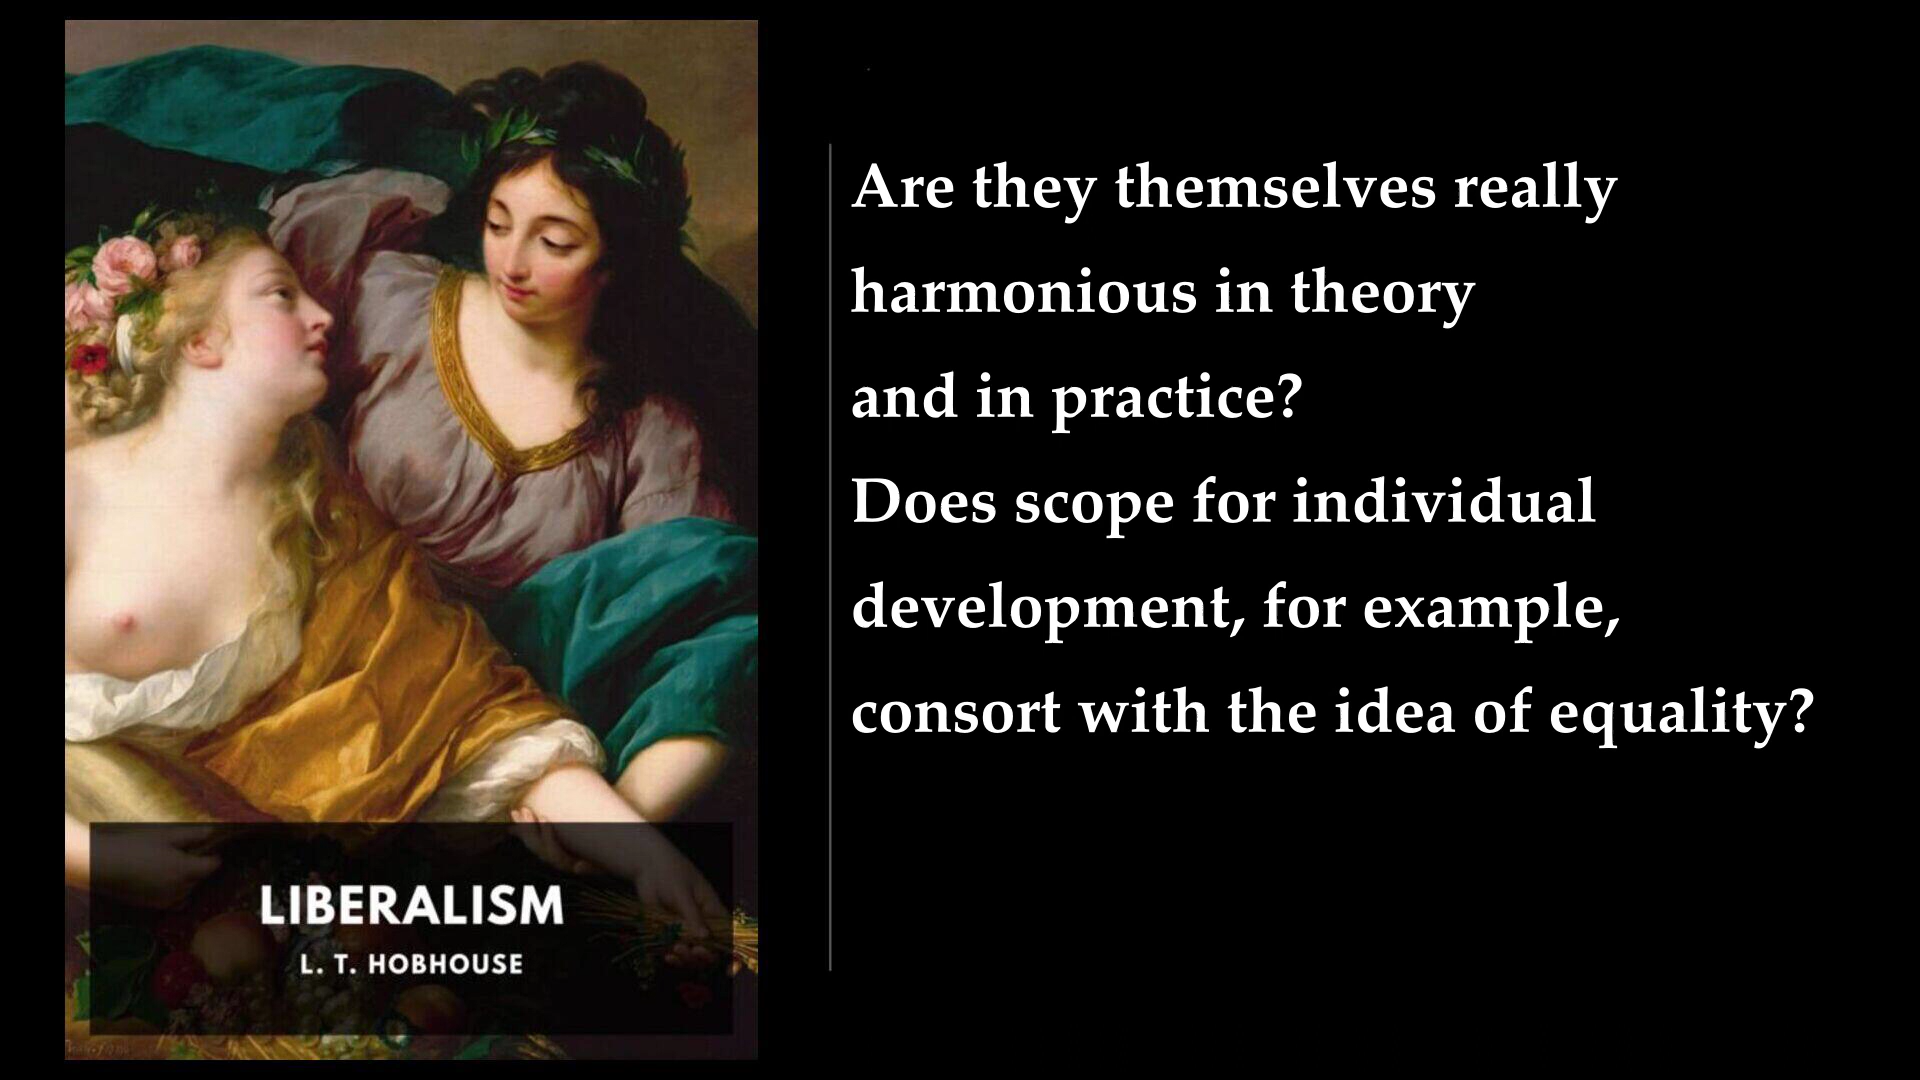 Are they themselves really
harmonious in theory
and in practice?
Does scope for individual
development, for example,
consort with the idea of equality?
LIBERALISM
L. T. HOBHOUSE